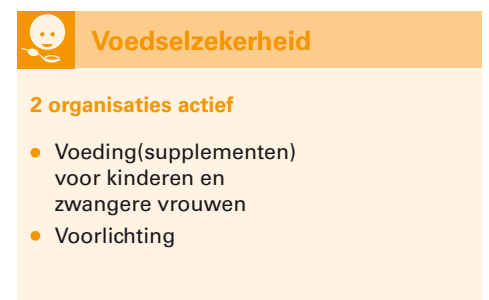 Voedselzekerheid
2 organisaties actief
• Voeding(supplementen)
voor kinderen en
zwangere vrouwen
• Voorlichting